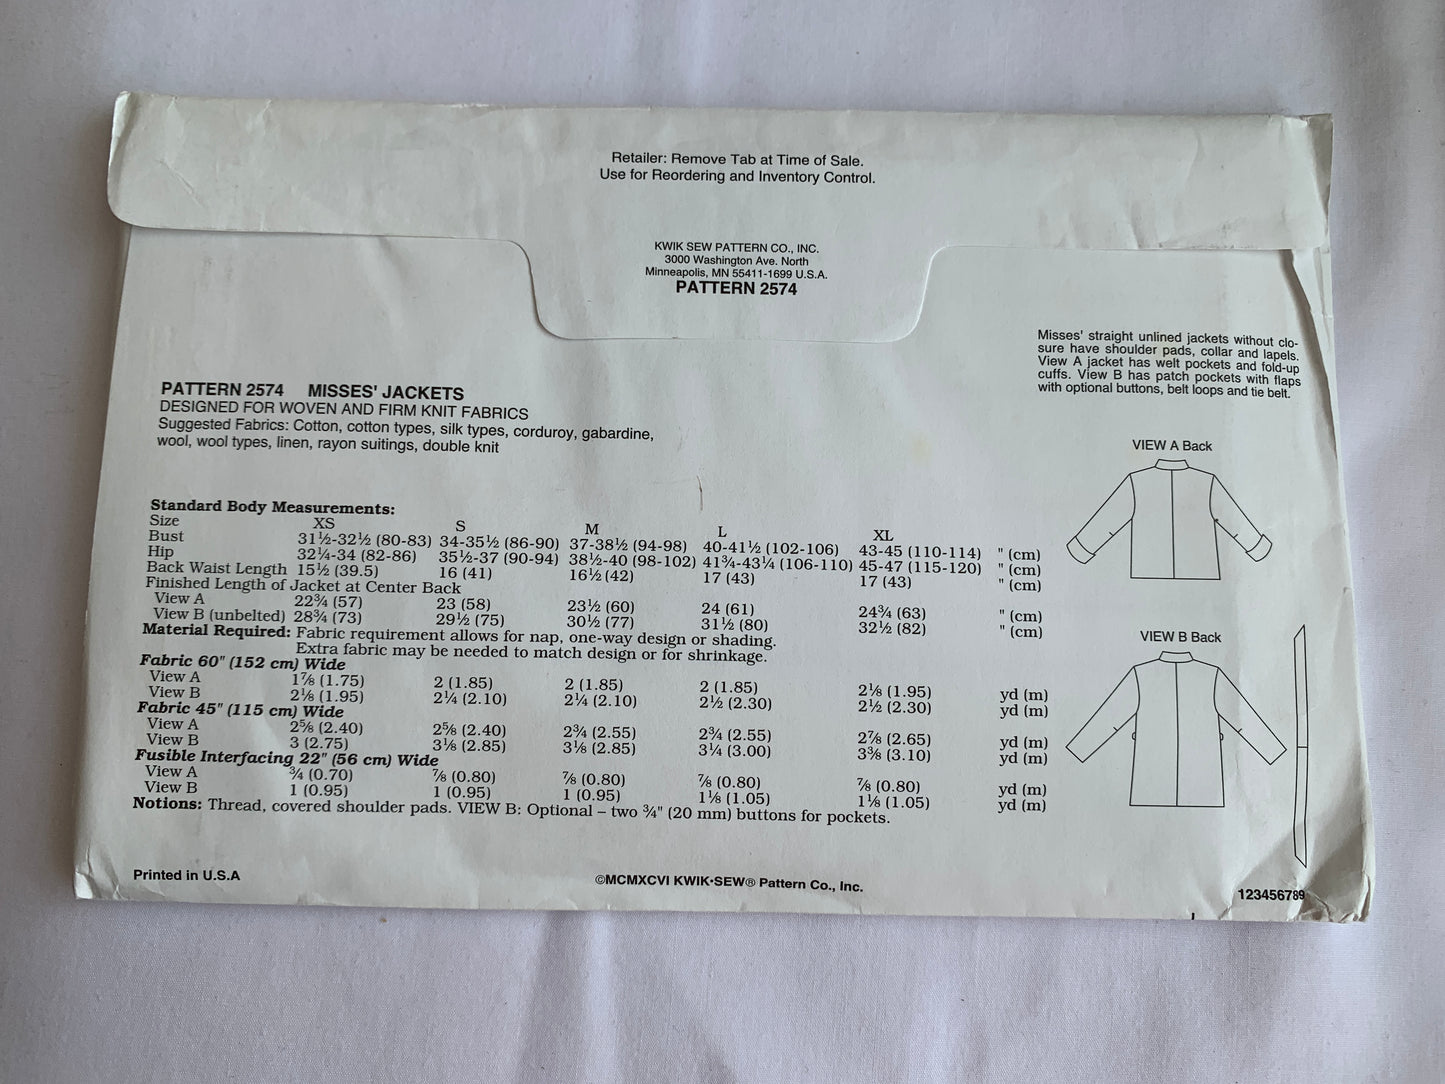 Retailer: Remove Tab at Time of Sale.
Use for Reordering and Inventory Control.
KWIK SEW PATTERN CO., INC.
3000 Washington Ave. North
Minneapolis, MN 55411-1699 U.S.A.
PATTERN 2574
Misses' straight unlined jackets without clo-
sure have shoulder pads, collar and lapels.
View A jacket has welt pockets and fold-up
cuffs. View B has patch pockets with flaps
with optional buttons, belt loops and tie belt.
PATTERN 2574 MISSES' JACKETS
DESIGNED FOR WOVEN AND FIRM KNIT FABRICS
Suggested Fabrics: Cotton, cotton types, silk types, corduroy, gabardine,
wool, wool types, linen, rayon suitings, double knit
VIEW A Back
Standard Body Measurements:
Size XS S M L XL
Bust 31½-32½ (80-83) 34-35½ (86-90) 37-38½ (94-98) 40-41½ (102-106) 43-45 (110-114) " (cm)
Hip 32¼-34 (82-86) 35½-37 (90-94) 38½-40 (98-102) 41¾-43¼ (106-110) 45-47 (115-120) " (cm)
Back Waist Length 15½ (39.5) 16 (41) 16½ (42) 17 (43) 17 (43) " (cm)
Finished Length of Jacket at Center Back
View A 22¾ (57) 23 (58) 23½ (60) 24 (61) 24¾ (63) " (cm)
View B (unbelted) 28¾ (73) 29½ (75) 30½ (77) 31½ (80) 32½ (82) " (cm)
Material Required: Fabric requirement allows for nap, one-way design or shading.
Extra fabric may be needed to match design or for shrinkage.
VIEW B Back
Fabric 60" (152 cm) Wide
View A 1⅞ (1.75) 2 (1.85) 2 (1.85) 2 (1.85) 2⅛ (1.95) yd (m)
View B 2⅛ (1.95) 2¼ (2.10) 2¼ (2.10) 2½ (2.30) 2½ (2.30) yd (m)
Fabric 45" (115 cm) Wide
View A 2⅝ (2.40) 2⅝ (2.40) 2¾ (2.55) 2¾ (2.55) 2⅞ (2.65) yd (m)
View B 3 (2.75) 3⅛ (2.85) 3⅛ (2.85) 3¼ (3.00) 3⅜ (3.10) yd (m)
Fusible Interfacing 22" (56 cm) Wide
View A ¾ (0.70) ⅞ (0.80) ⅞ (0.80) ⅞ (0.80) ⅞ (0.80) yd (m)
View B 1 (0.95) 1 (0.95) 1 (0.95) 1⅛ (1.05) 1⅛ (1.05) yd (m)
Notions: Thread, covered shoulder pads. VIEW B: Optional – two ¾" (20 mm) buttons for pockets.
Printed in U.S.A
©MCMXCVI KWIK•SEW® Pattern Co., Inc.
123456789